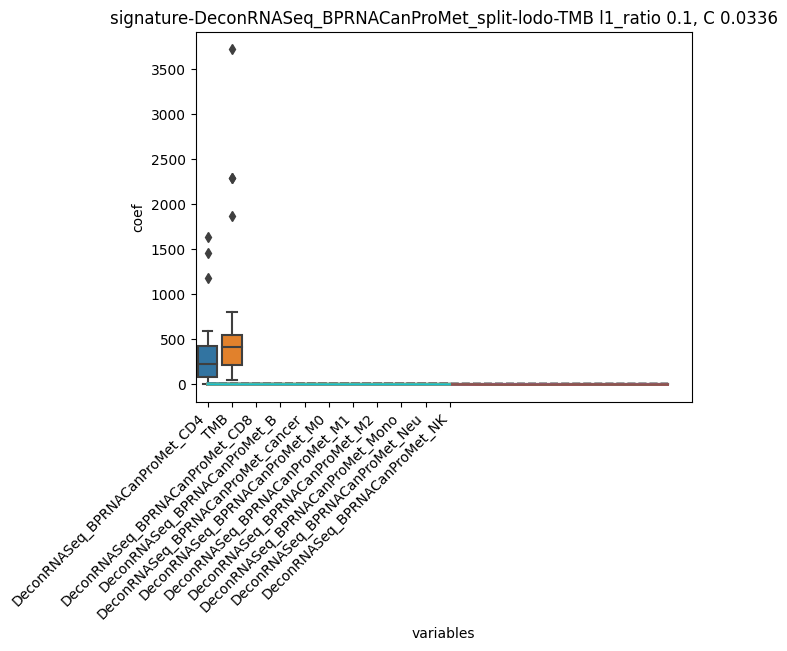 signature-DeconRNASeq_BPRNACanProMet_split-lodo-TMB l1_ratio 0.1, C 0.0336
3500
3000
2500
2000
1500
1000
500
0
coef
DeconRNASeq_BPRNACanProMet_CD4
TMB
DeconRNASeq_BPRNACanProMet_CD8
DeconRNASeq_BPRNACanProMet_B
DeconRNASeq_BPRNACanProMet_cancer
DeconRNASeq_BPRNACanProMet_M0
DeconRNASeq_BPRNACanProMet_M1
DeconRNASeq_BPRNACanProMet_M2
DeconRNASeq_BPRNACanProMet_Mono
DeconRNASeq_BPRNACanProMet_Neu
DeconRNASeq_BPRNACanProMet_NK
variables